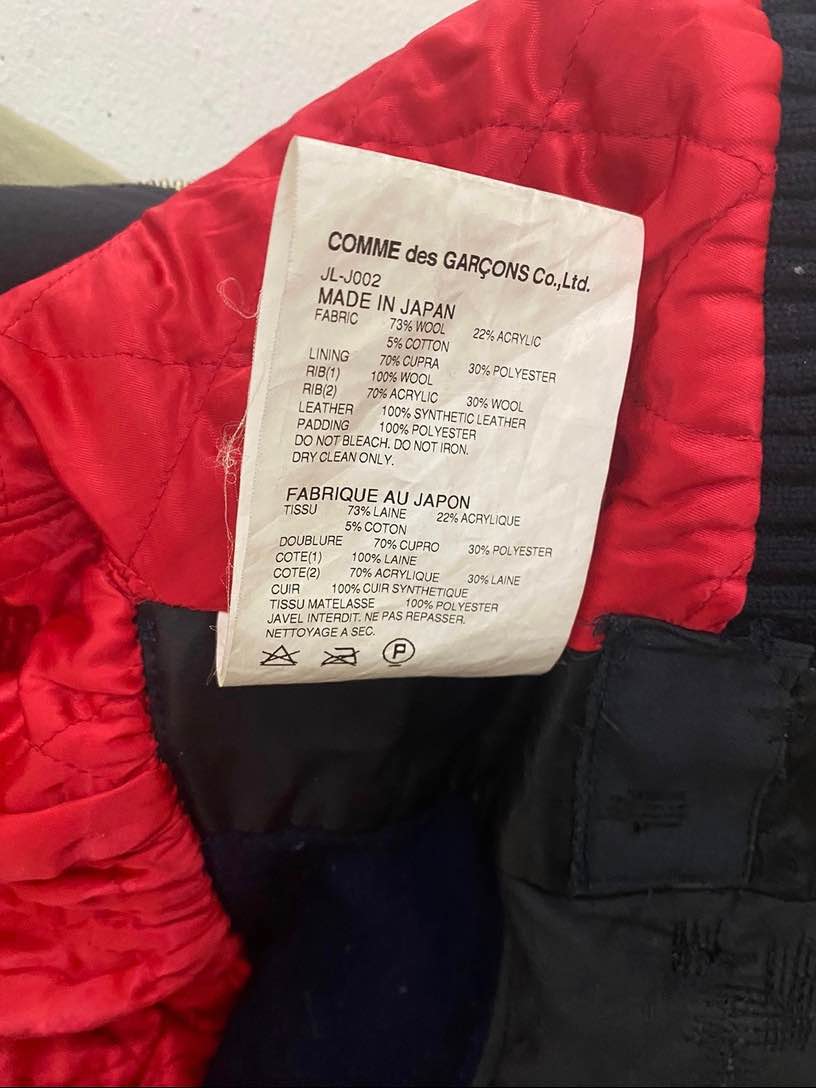 COMME des GARÇONS Co.,Ltd.
JL-J002
MADE IN JAPAN
FABRIC 73% WOOL 22% ACRYLIC
5% COTTON
LINING 70% CUPRA 30% POLYESTER
RIB(1) 100% WOOL
RIB(2) 70% ACRYLIC 30% WOOL
LEATHER 100% SYNTHETIC LEATHER
PADDING 100% POLYESTER
DO NOT BLEACH. DO NOT IRON.
DRY CLEAN ONLY.
FABRIQUE AU JAPON
TISSU 73% LAINE 22% ACRYLIQUE
5% COTON
DOUBLURE 70% CUPRO 30% POLYESTER
COTE(1) 100% LAINE
COTE(2) 70% ACRYLIQUE 30% LAINE
CUIR 100% CUIR SYNTHETIQUE
TISSU MATELASSE 100% POLYESTER
JAVEL INTERDIT. NE PAS REPASSER.
NETTOYAGE A SEC.
P